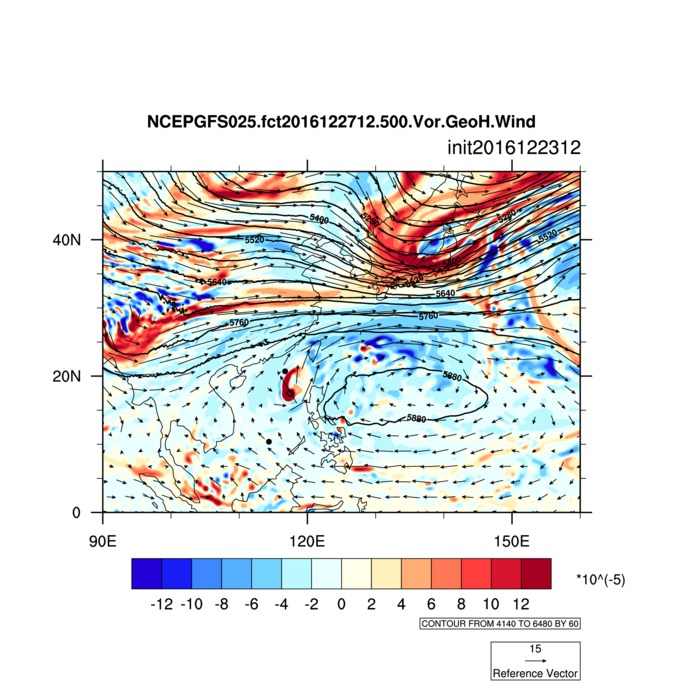 NCEPGFS025.fct2016122712.500.Vor.GeoH.Wind
init2016122312
5400
5280
5280
5520
5520
40N
5640
5640
5760
5760
20N
5880
5880
0
90E 120E 150E
-12 -10 -8 -6 -4 -2 0 2 4 6 8 10 12
*10^(-5)
CONTOUR FROM 4140 TO 6480 BY 60
15
Reference Vector